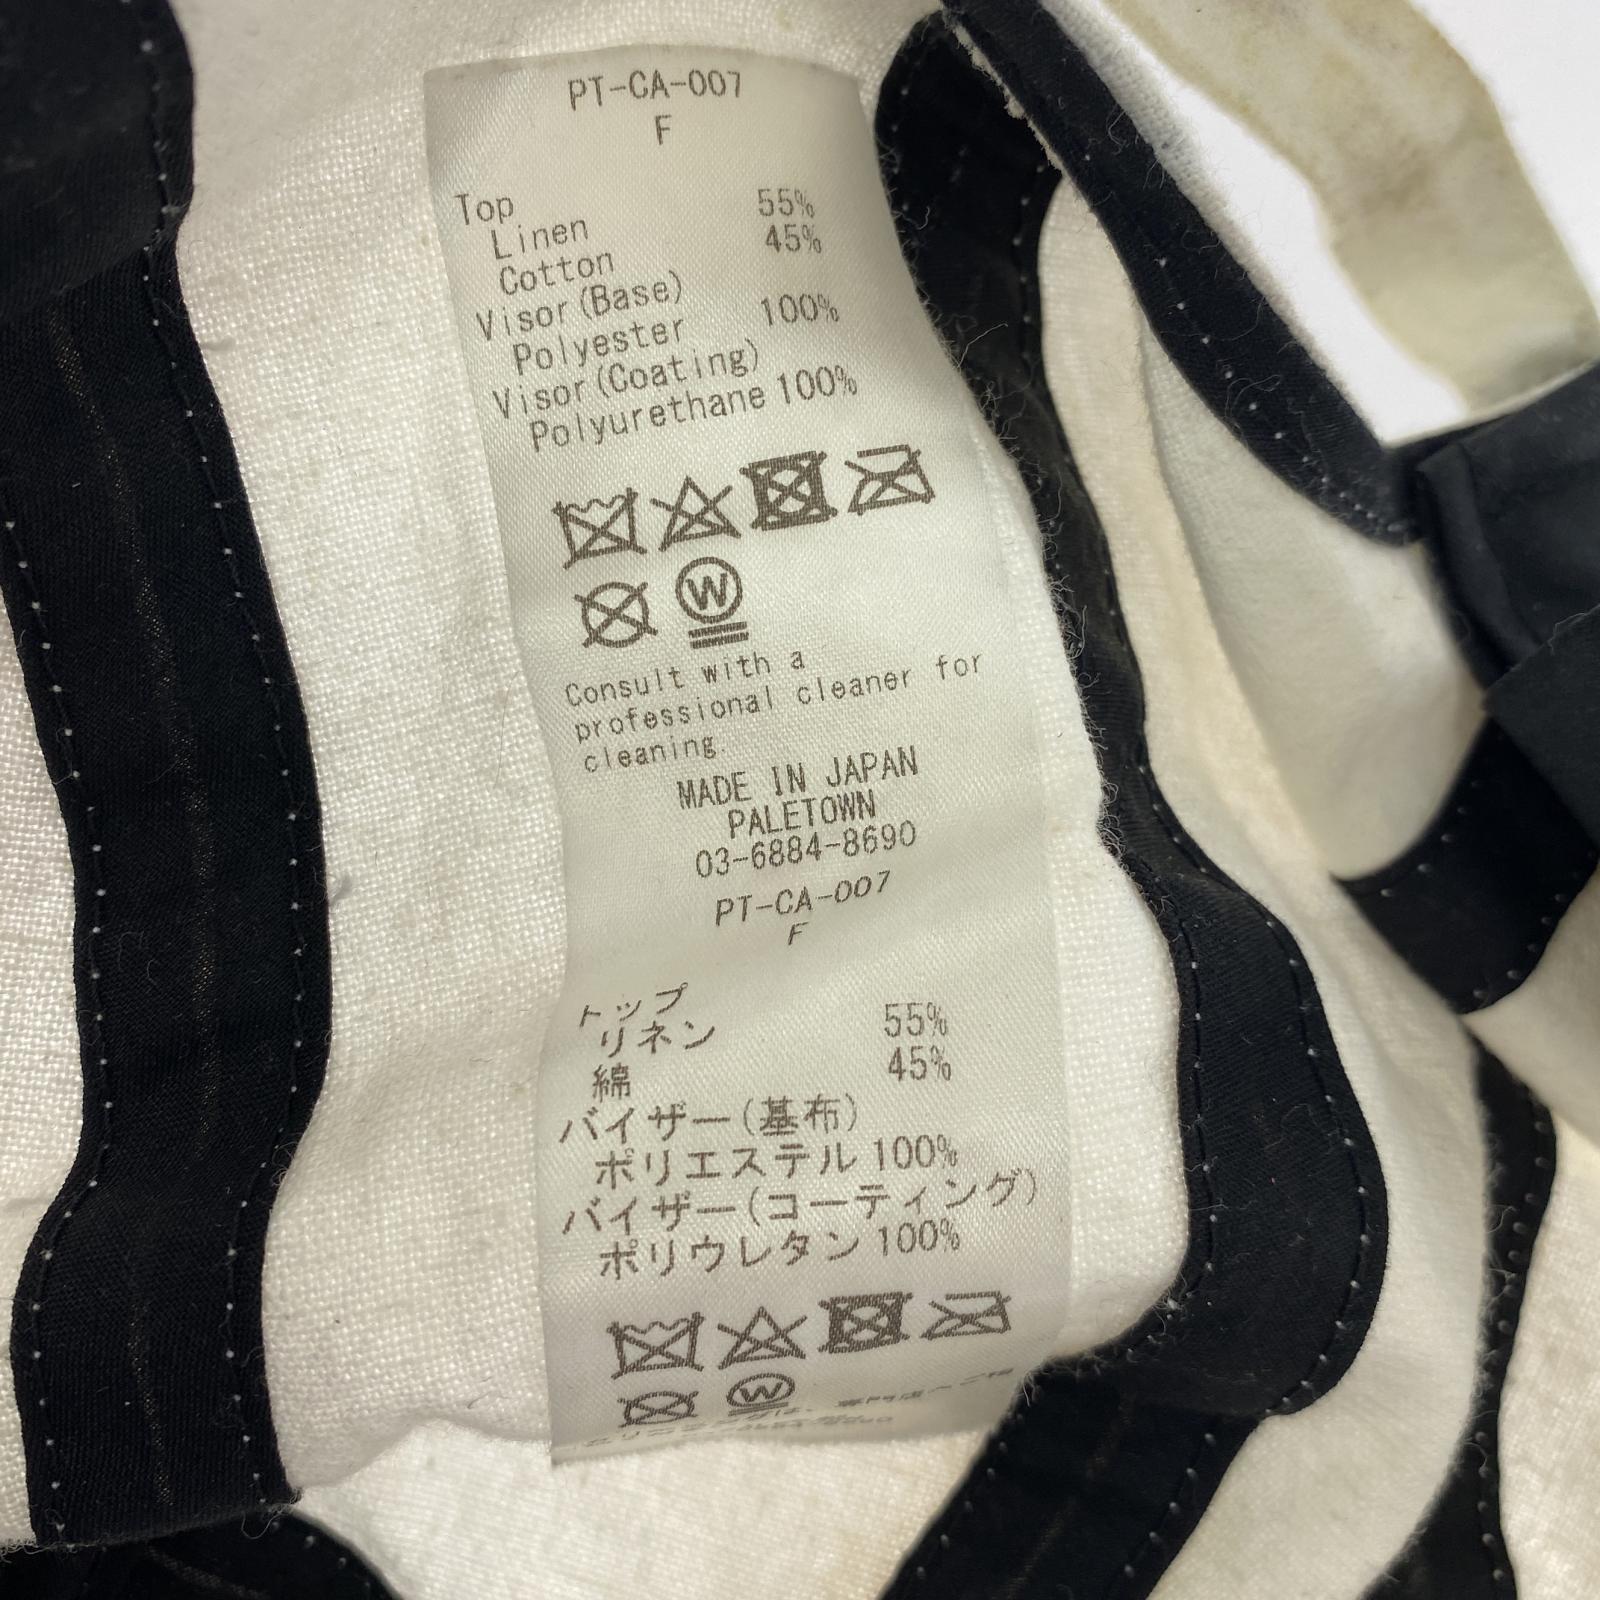 PT-CA-007
F
Top
Linen 55%
Cotton 45%
Visor(Base)
Polyester 100%
Visor(Coating)
Polyurethane 100%
W
Consult with a
professional cleaner for
cleaning.
MADE IN JAPAN
PALETOWN
03-6884-8690
PT-CA-007
F
トップ
リネン 55%
綿 45%
バイザー(基布)
ポリエステル 100%
バイザー(コーティング)
ポリウレタン 100%
W